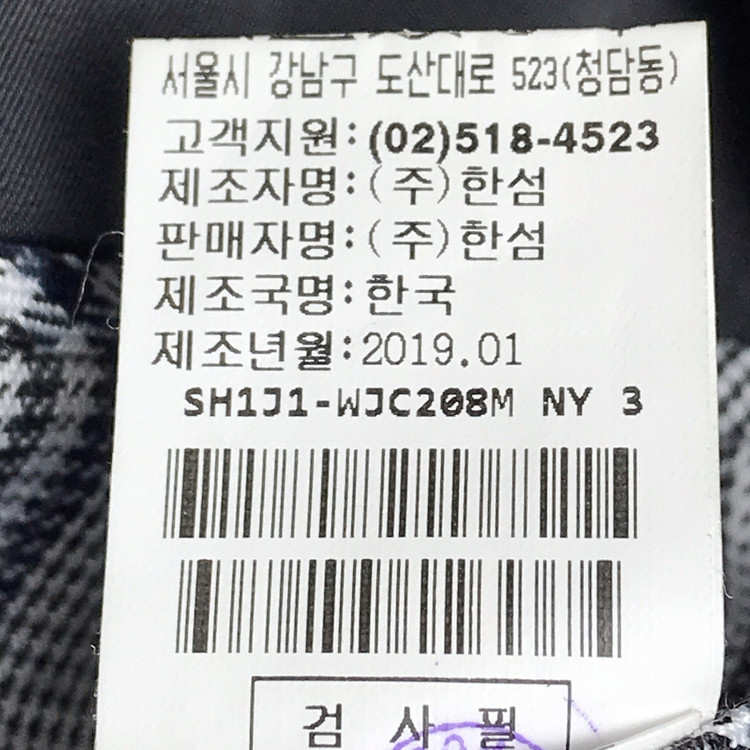 서울시 강남구 도산대로 523(청담동)
고객지원:(02)518-4523
제조자명:(주)한섬
판매자명:(주)한섬
제조국명:한국
제조년월:2019.01
SH1J1-WJC208M NY 3
검 사 필